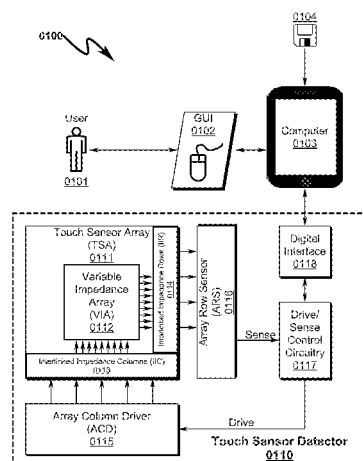 0100
0104
User
0101
GUI
0102
Computer
0103
Touch Sensor Array
(TSA)
0111
Variable
Impedance
Array
(VIA)
0112
Interlinked Impedance Rows (IIR)
0114
Array Row Sensor
(ARS)
0116
Digital
Interface
0118
Interlinked Impedance Columns (IIC)
0113
Sense
Drive/
Sense
Control
Circuitry
0117
Array Column Driver
(ACD)
0115
Drive
Touch Sensor Detector
0110